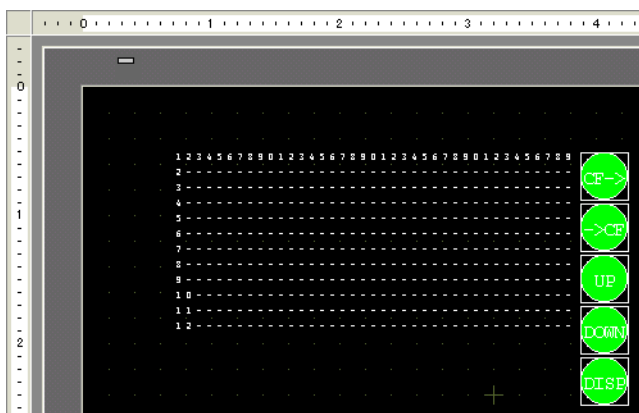 0 1 2 3 4
0
123456789012345678901234567890123456789
2--------------------------------------
3--------------------------------------
4--------------------------------------
5--------------------------------------
6--------------------------------------
7--------------------------------------
8--------------------------------------
9--------------------------------------
10-------------------------------------
11-------------------------------------
12-------------------------------------
CF->
->CF
UP
DOWN
DISP
1
2